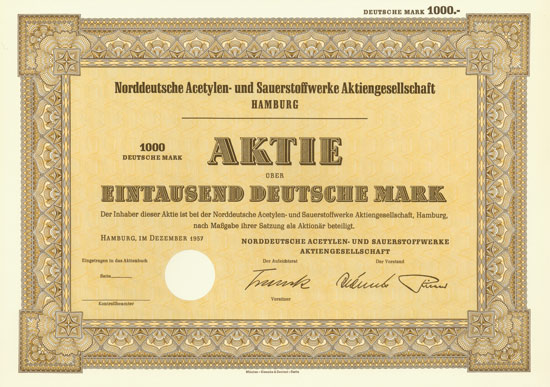 DEUTSCHE MARK 1000.-
Norddeutsche Acetylen- und Sauerstoffwerke Aktiengesellschaft
HAMBURG
1000
DEUTSCHE MARK
AKTIE
ÜBER
EINTAUSEND DEUTSCHE MARK
Der Inhaber dieser Aktie ist bei der Norddeutsche Acetylen- und Sauerstoffwerke Aktiengesellschaft, Hamburg,
nach Maßgabe ihrer Satzung als Aktionär beteiligt.
HAMBURG, IM DEZEMBER 1957
NORDDEUTSCHE ACETYLEN- UND SAUERSTOFFWERKE
AKTIENGESELLSCHAFT
Eingetragen in das Aktienbuch
Seite
Kontrollbeamter
Der Aufsichtsrat
Der Vorstand
Vorsitzer